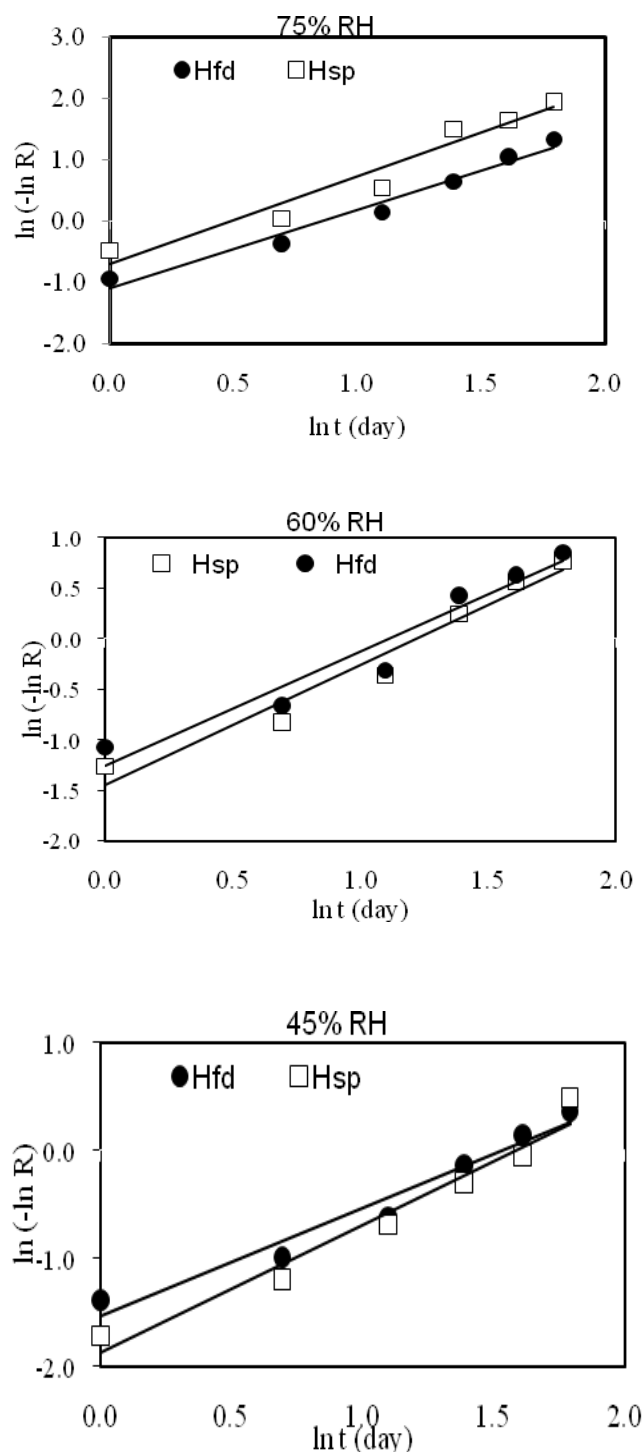 75% RH
3.0
● Hfd □ Hsp
2.0
1.0
0.0
-1.0
-2.0
ln (-ln R)
0.0 0.5 1.0 1.5 2.0
ln t (day)
60% RH
1.0
□ Hsp ● Hfd
0.5
0.0
-0.5
-1.0
-1.5
-2.0
ln (-ln R)
0.0 0.5 1.0 1.5 2.0
ln t (day)
45% RH
1.0
● Hfd □ Hsp
0.0
-1.0
-2.0
ln (-ln R)
0.0 0.5 1.0 1.5 2.0
ln t (day)